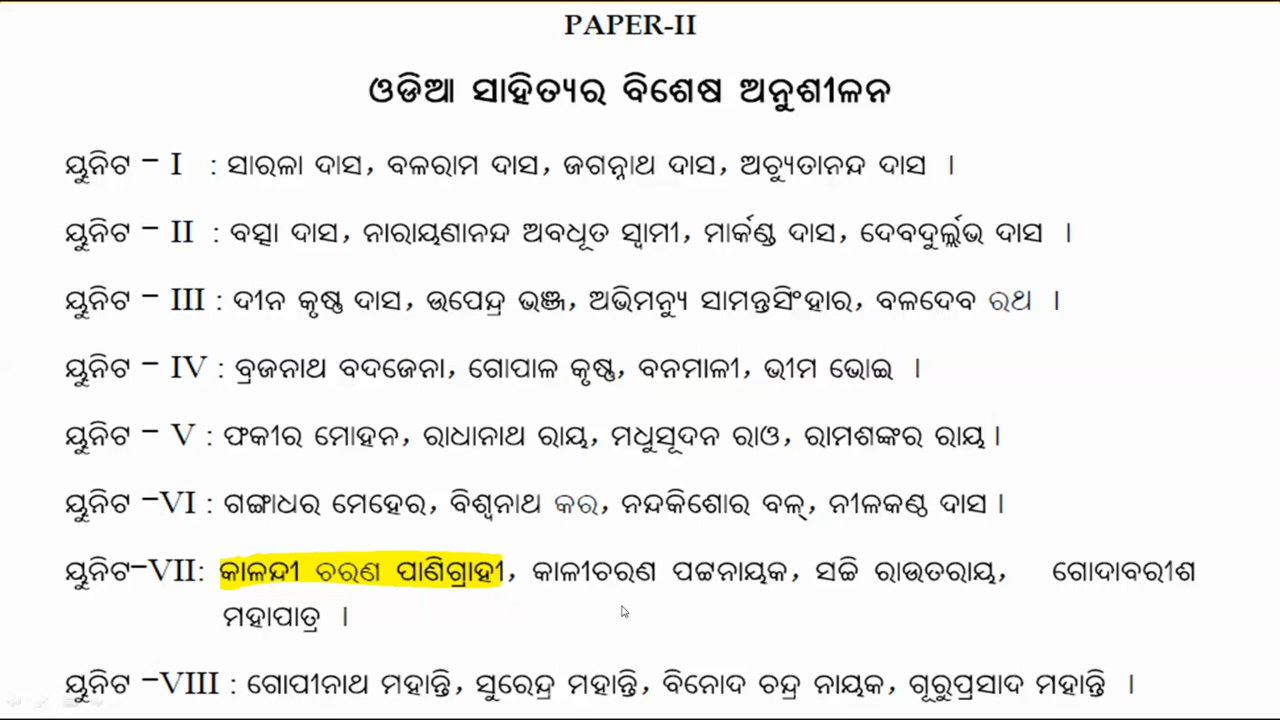 PAPER-II
ଓଡିଆ ସାହିତ୍ୟର ବିଶେଷ ଅନୁଶୀଳନ
ୟୁନିଟ – I : ସାରଳା ଦାସ, ବଳରାମ ଦାସ, ଜଗନ୍ନାଥ ଦାସ, ଅଚ୍ୟୁତାନନ୍ଦ ଦାସ ।
ୟୁନିଟ – II : ବତ୍ସା ଦାସ, ନାରାୟଣାନନ୍ଦ ଅବଧୂତ ସ୍ୱାମୀ, ମାର୍କଣ୍ଡ ଦାସ, ଦେବଦୁର୍ଲ୍ଲଭ ଦାସ ।
ୟୁନିଟ – III : ଦୀନ କୃଷ୍ଣ ଦାସ, ଉପେନ୍ଦ୍ର ଭଞ୍ଜ, ଅଭିମନ୍ୟୁ ସାମନ୍ତସିଂହାର, ବଳଦେବ ରଥ ।
ୟୁନିଟ – IV : ବ୍ରଜନାଥ ବଦଜେନା, ଗୋପାଳ କୃଷ୍ଣ, ବନମାଳୀ, ଭୀମ ଭୋଇ ।
ୟୁନିଟ – V : ଫକୀର ମୋହନ, ରାଧାନାଥ ରାୟ, ମଧୁସୂଦନ ରାଓ, ରାମଶଙ୍କର ରାୟ।
ୟୁନିଟ –VI : ଗଙ୍ଗାଧର ମେହେର, ବିଶ୍ୱନାଥ କର, ନନ୍ଦକିଶୋର ବଳ୍, ନୀଳକଣ୍ଠ ଦାସ।
ୟୁନିଟ–VII: କାଳନ୍ଦୀ ଚରଣ ପାଣିଗ୍ରାହୀ, କାଳୀଚରଣ ପଟ୍ଟନାୟକ, ସଚ୍ଚି ରାଉତରାୟ, ଗୋଦାବରୀଶ
ମହାପାତ୍ର ।
ୟୁନିଟ –VIII : ଗୋପୀନାଥ ମହାନ୍ତି, ସୁରେନ୍ଦ୍ର ମହାନ୍ତି, ବିନୋଦ ଚନ୍ଦ୍ର ନାୟକ, ଗୂରୁପ୍ରସାଦ ମହାନ୍ତି ।